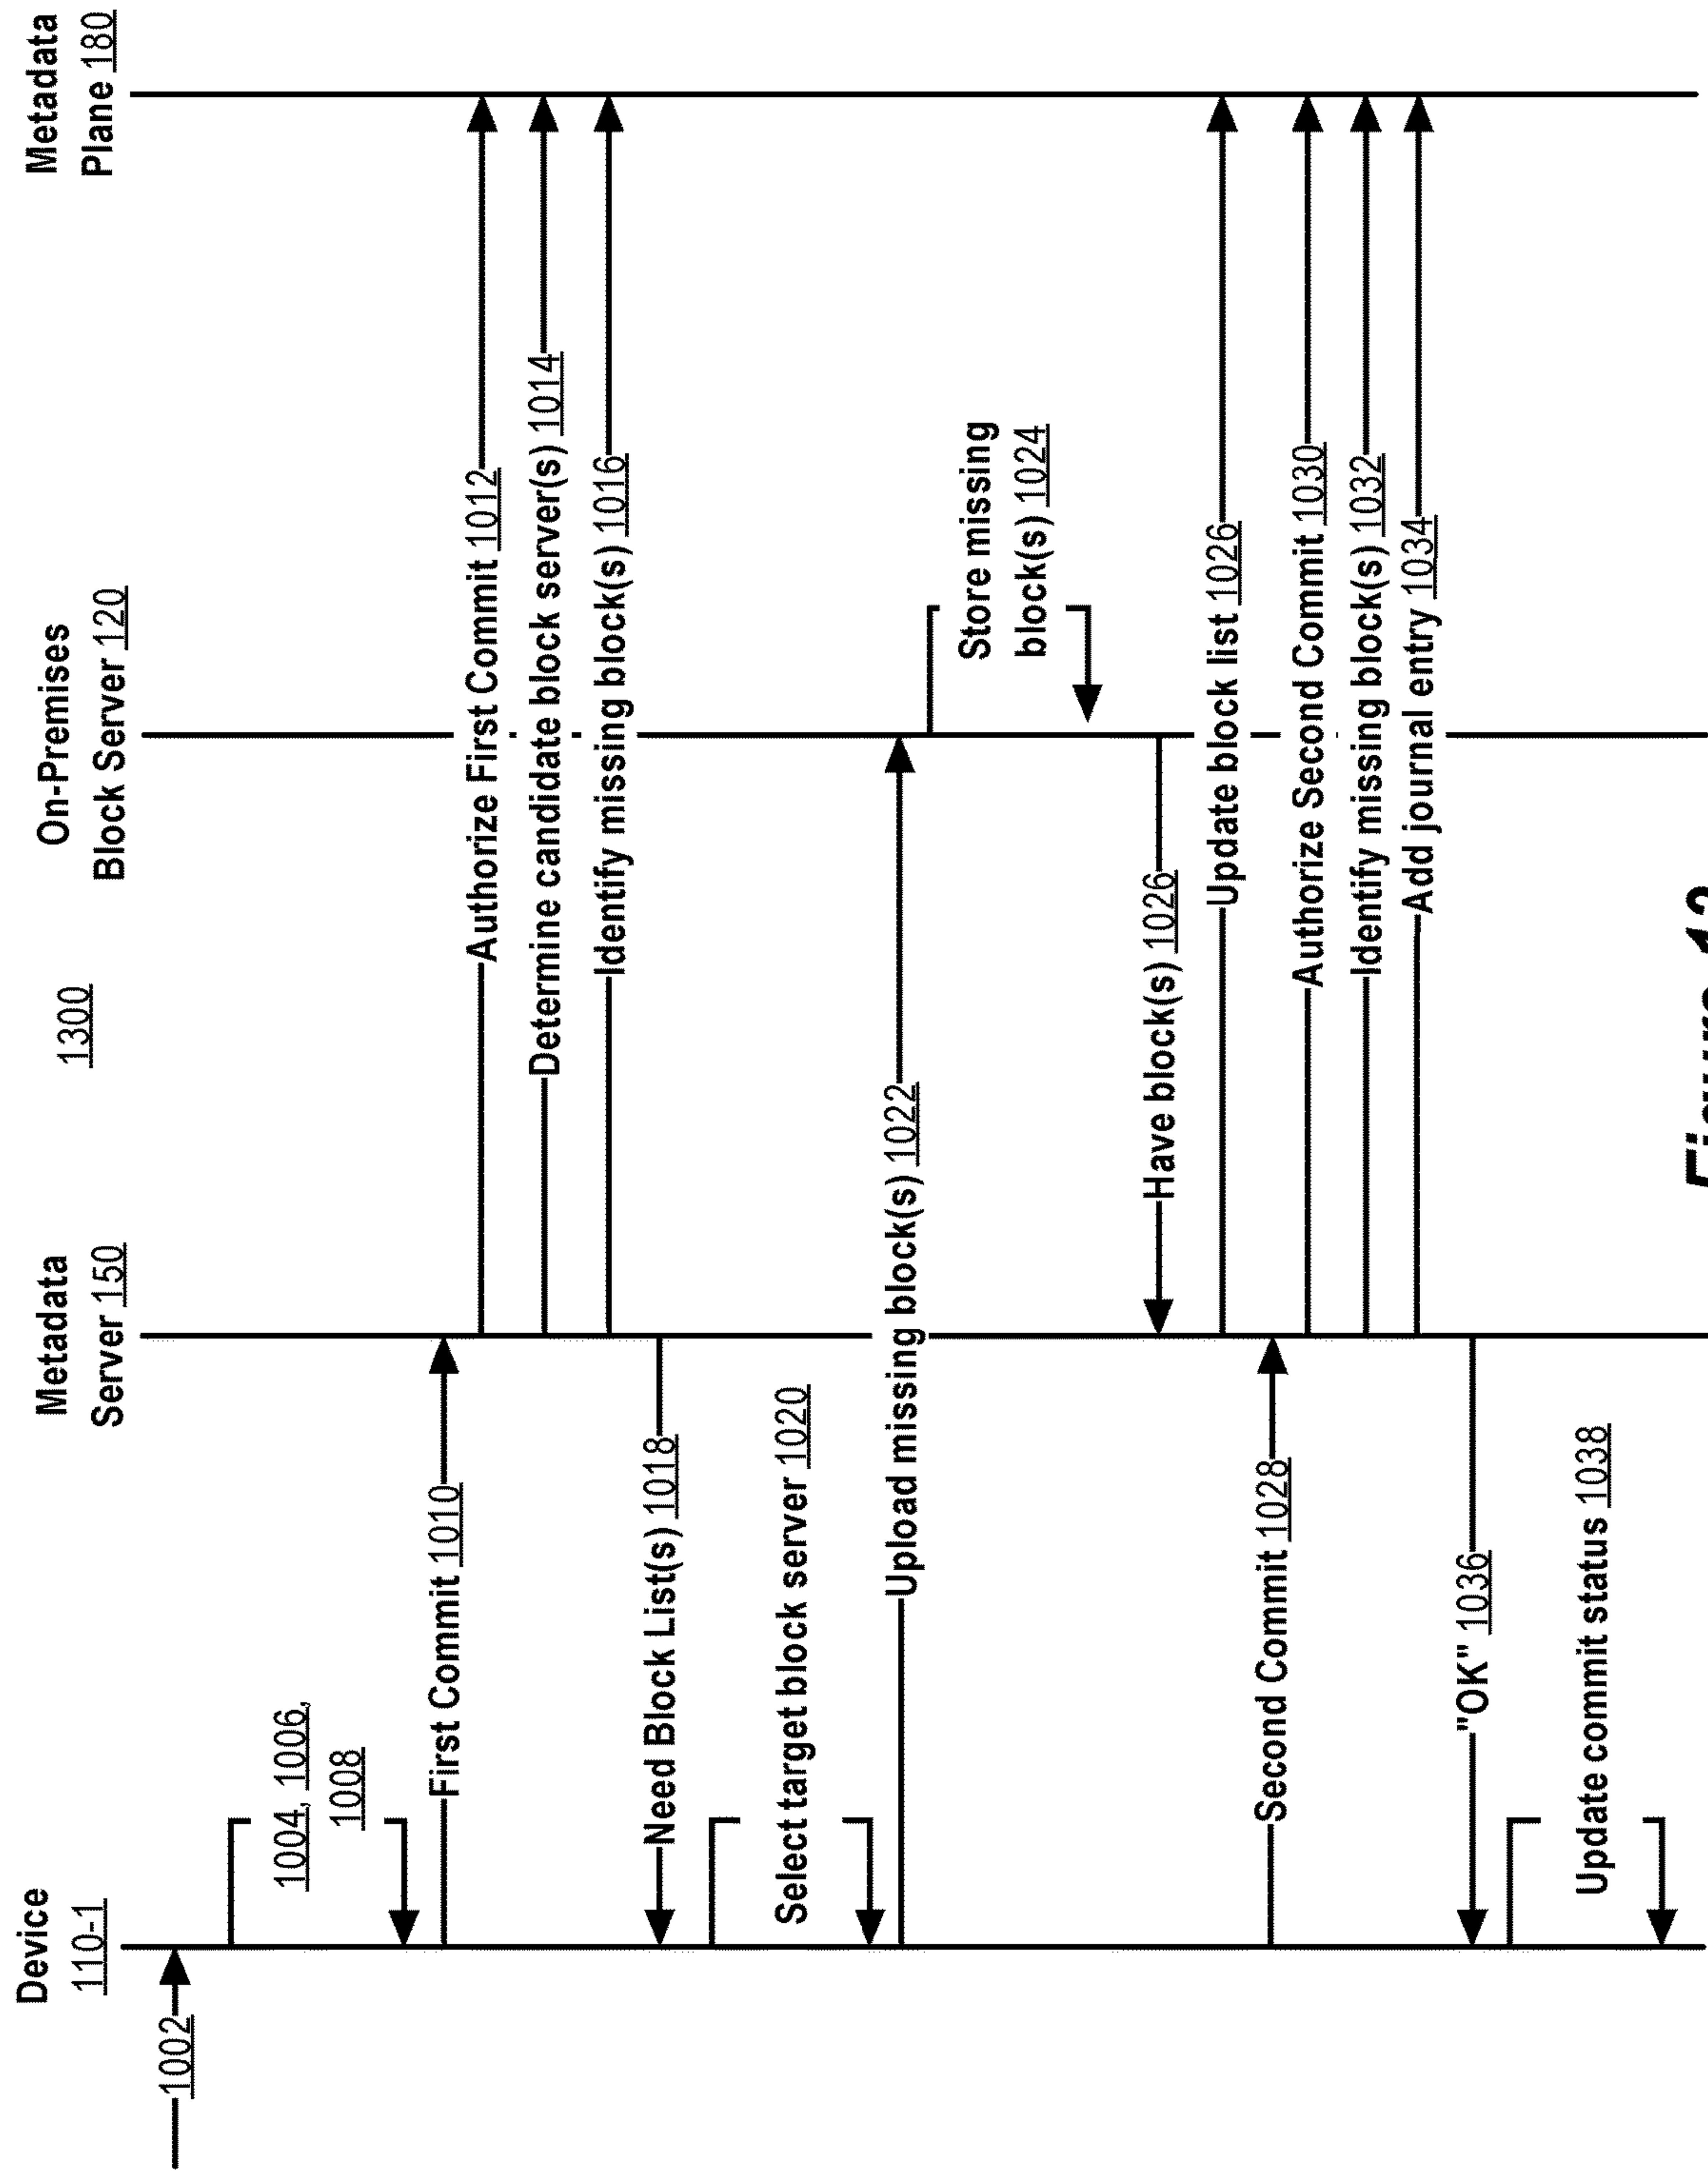 1300
Device
110-1
Metadata
Server 150
On-Premises
Block Server 120
Metadata
Plane 180
1002
1004, 1006,
1008
First Commit 1010
Authorize First Commit 1012
Determine candidate block server(s) 1014
Identify missing block(s) 1016
Need Block List(s) 1018
Select target block server 1020
Upload missing block(s) 1022
Store missing
block(s) 1024
Have block(s) 1026
Update block list 1026
Second Commit 1028
Authorize Second Commit 1030
Identify missing block(s) 1032
Add journal entry 1034
"OK" 1036
Update commit status 1038